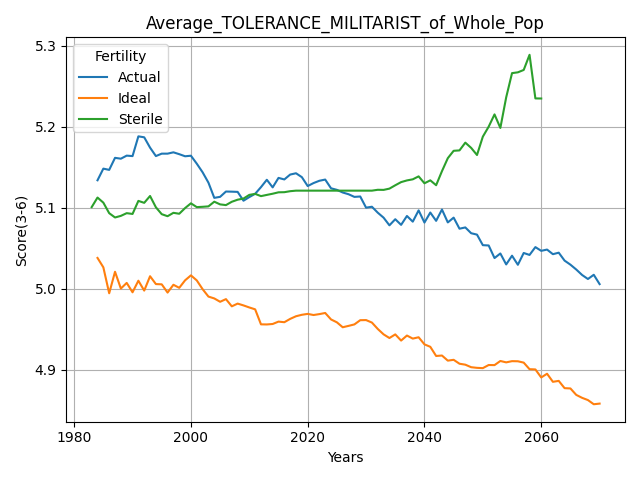 Average_TOLERANCE_MILITARIST_of_Whole_Pop
Fertility
Actual
Ideal
Sterile
Score(3-6)
5.3
5.2
5.1
5.0
4.9
1980
2000
2020
2040
2060
Years